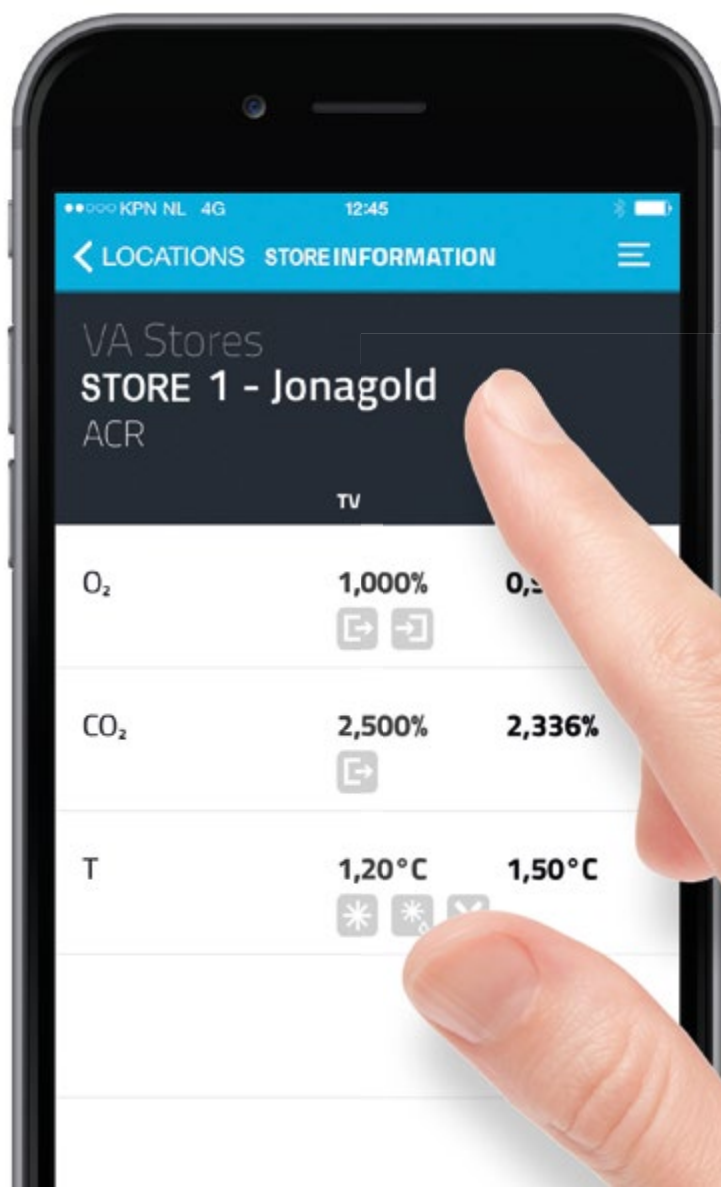 KPN NL 4G 12:45
LOCATIONS STORE INFORMATION
VA Stores
STORE 1 - Jonagold
ACR
TV
O₂ 1,000%
CO₂ 2,500% 2,336%
T 1,20°C 1,50°C